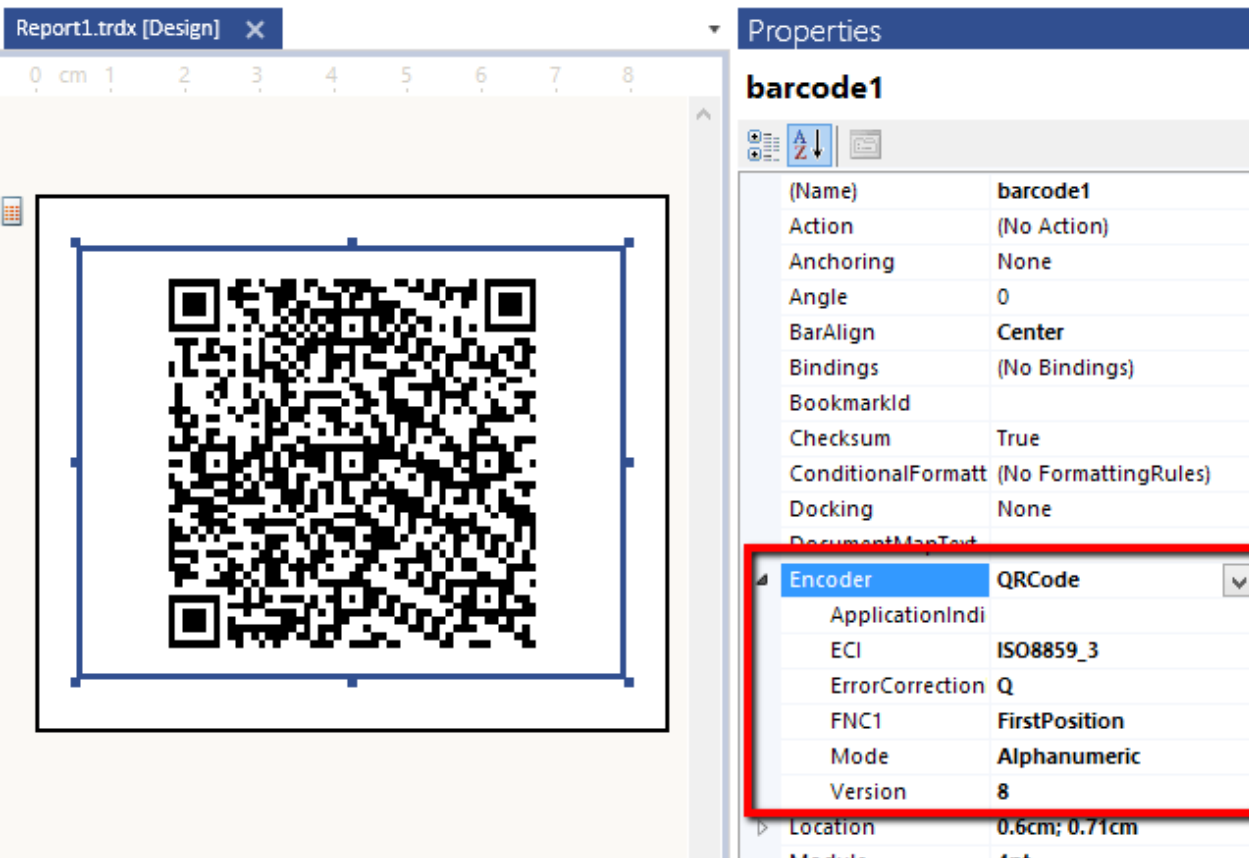 Report1.trdx [Design]
0 cm 1 2 3 4 5 6 7 8
Properties
barcode1
(Name) barcode1
Action (No Action)
Anchoring None
Angle 0
BarAlign Center
Bindings (No Bindings)
BookmarkId
Checksum True
ConditionalFormatt (No FormattingRules)
Docking None
DocumentMapText
Encoder QRCode
ApplicationIndi
ECI ISO8859_3
ErrorCorrection Q
FNC1 FirstPosition
Mode Alphanumeric
Version 8
Location 0.6cm; 0.71cm